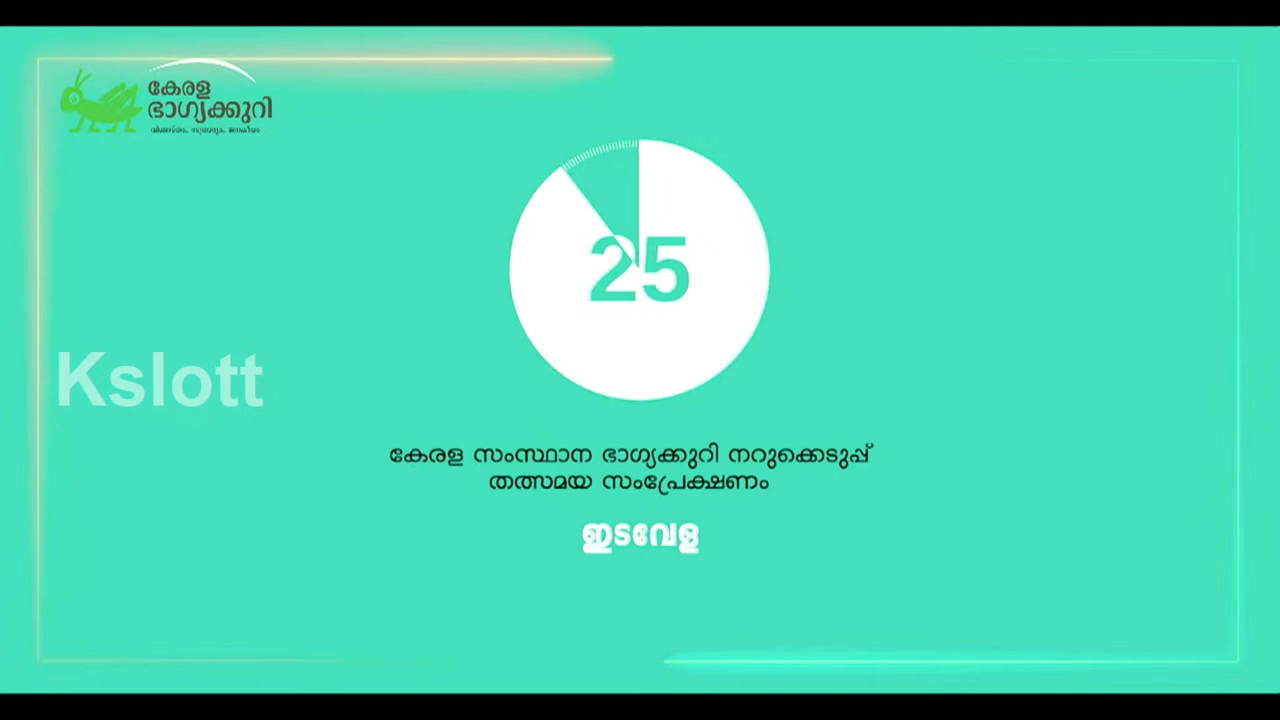 കേരള
ഭാഗ്യക്കുറി
25
Kslott
കേരള സംസ്ഥാന ഭാഗ്യക്കുറി നറുക്കെടുപ്പ്
തത്സമയ സംപ്രേക്ഷണം
ഇടവേള